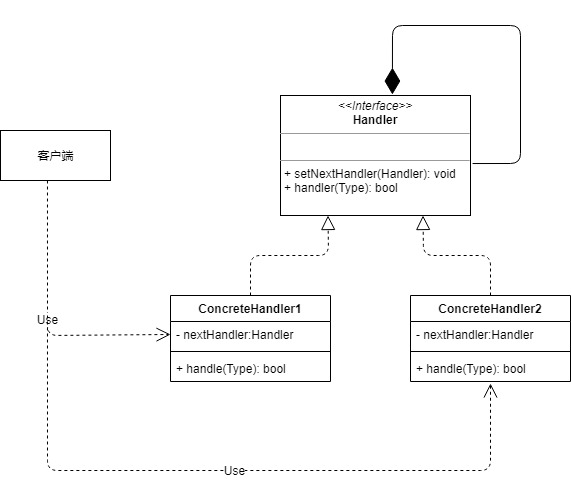 <<Interface>>
Handler
客户端
+ setNextHandler(Handler): void
+ handler(Type): bool
ConcreteHandler1
- nextHandler:Handler
+ handle(Type): bool
ConcreteHandler2
- nextHandler:Handler
+ handle(Type): bool
Use
Use